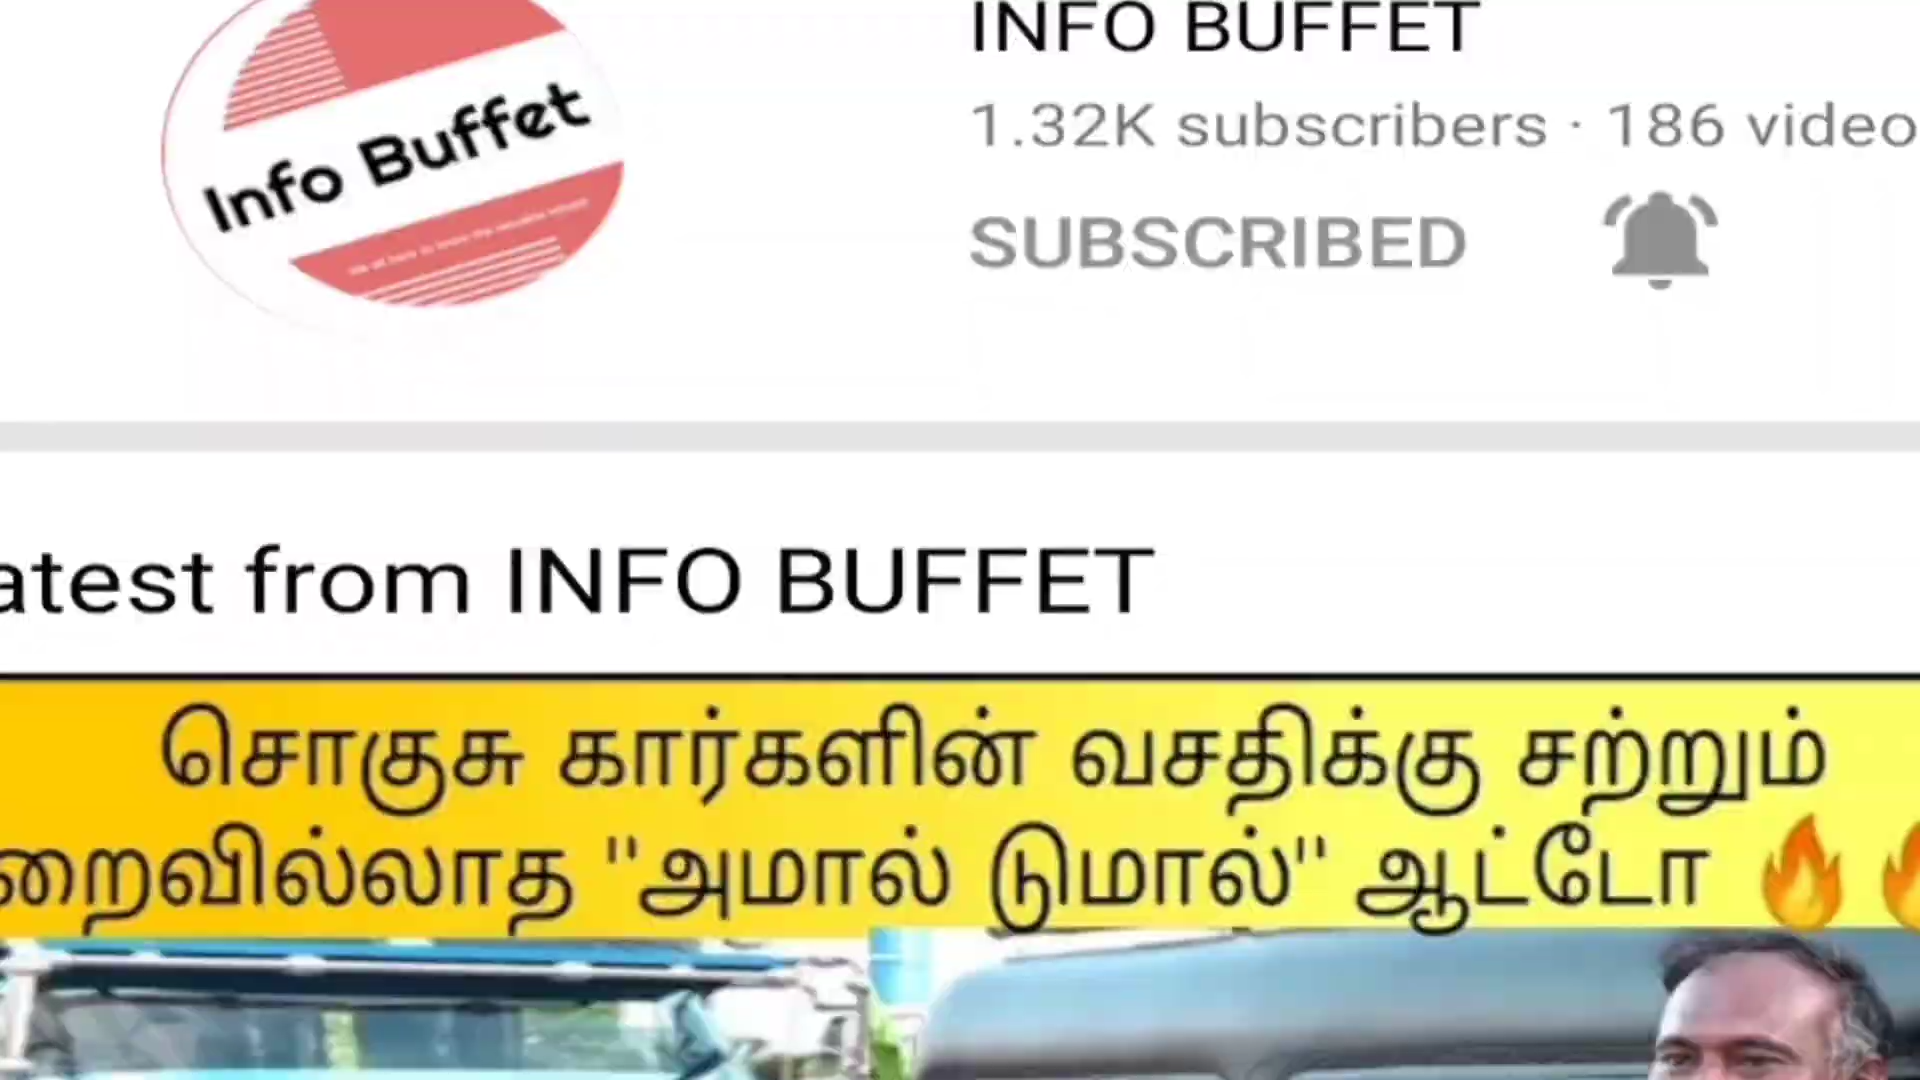 INFO BUFFET
Info Buffet
1.32K subscribers · 186 video
SUBSCRIBED
atest from INFO BUFFET
சொகுசு கார்களின் வசதிக்கு சற்றும்
றைவில்லாத "அமால் டுமால்" ஆட்டோ 🔥🔥